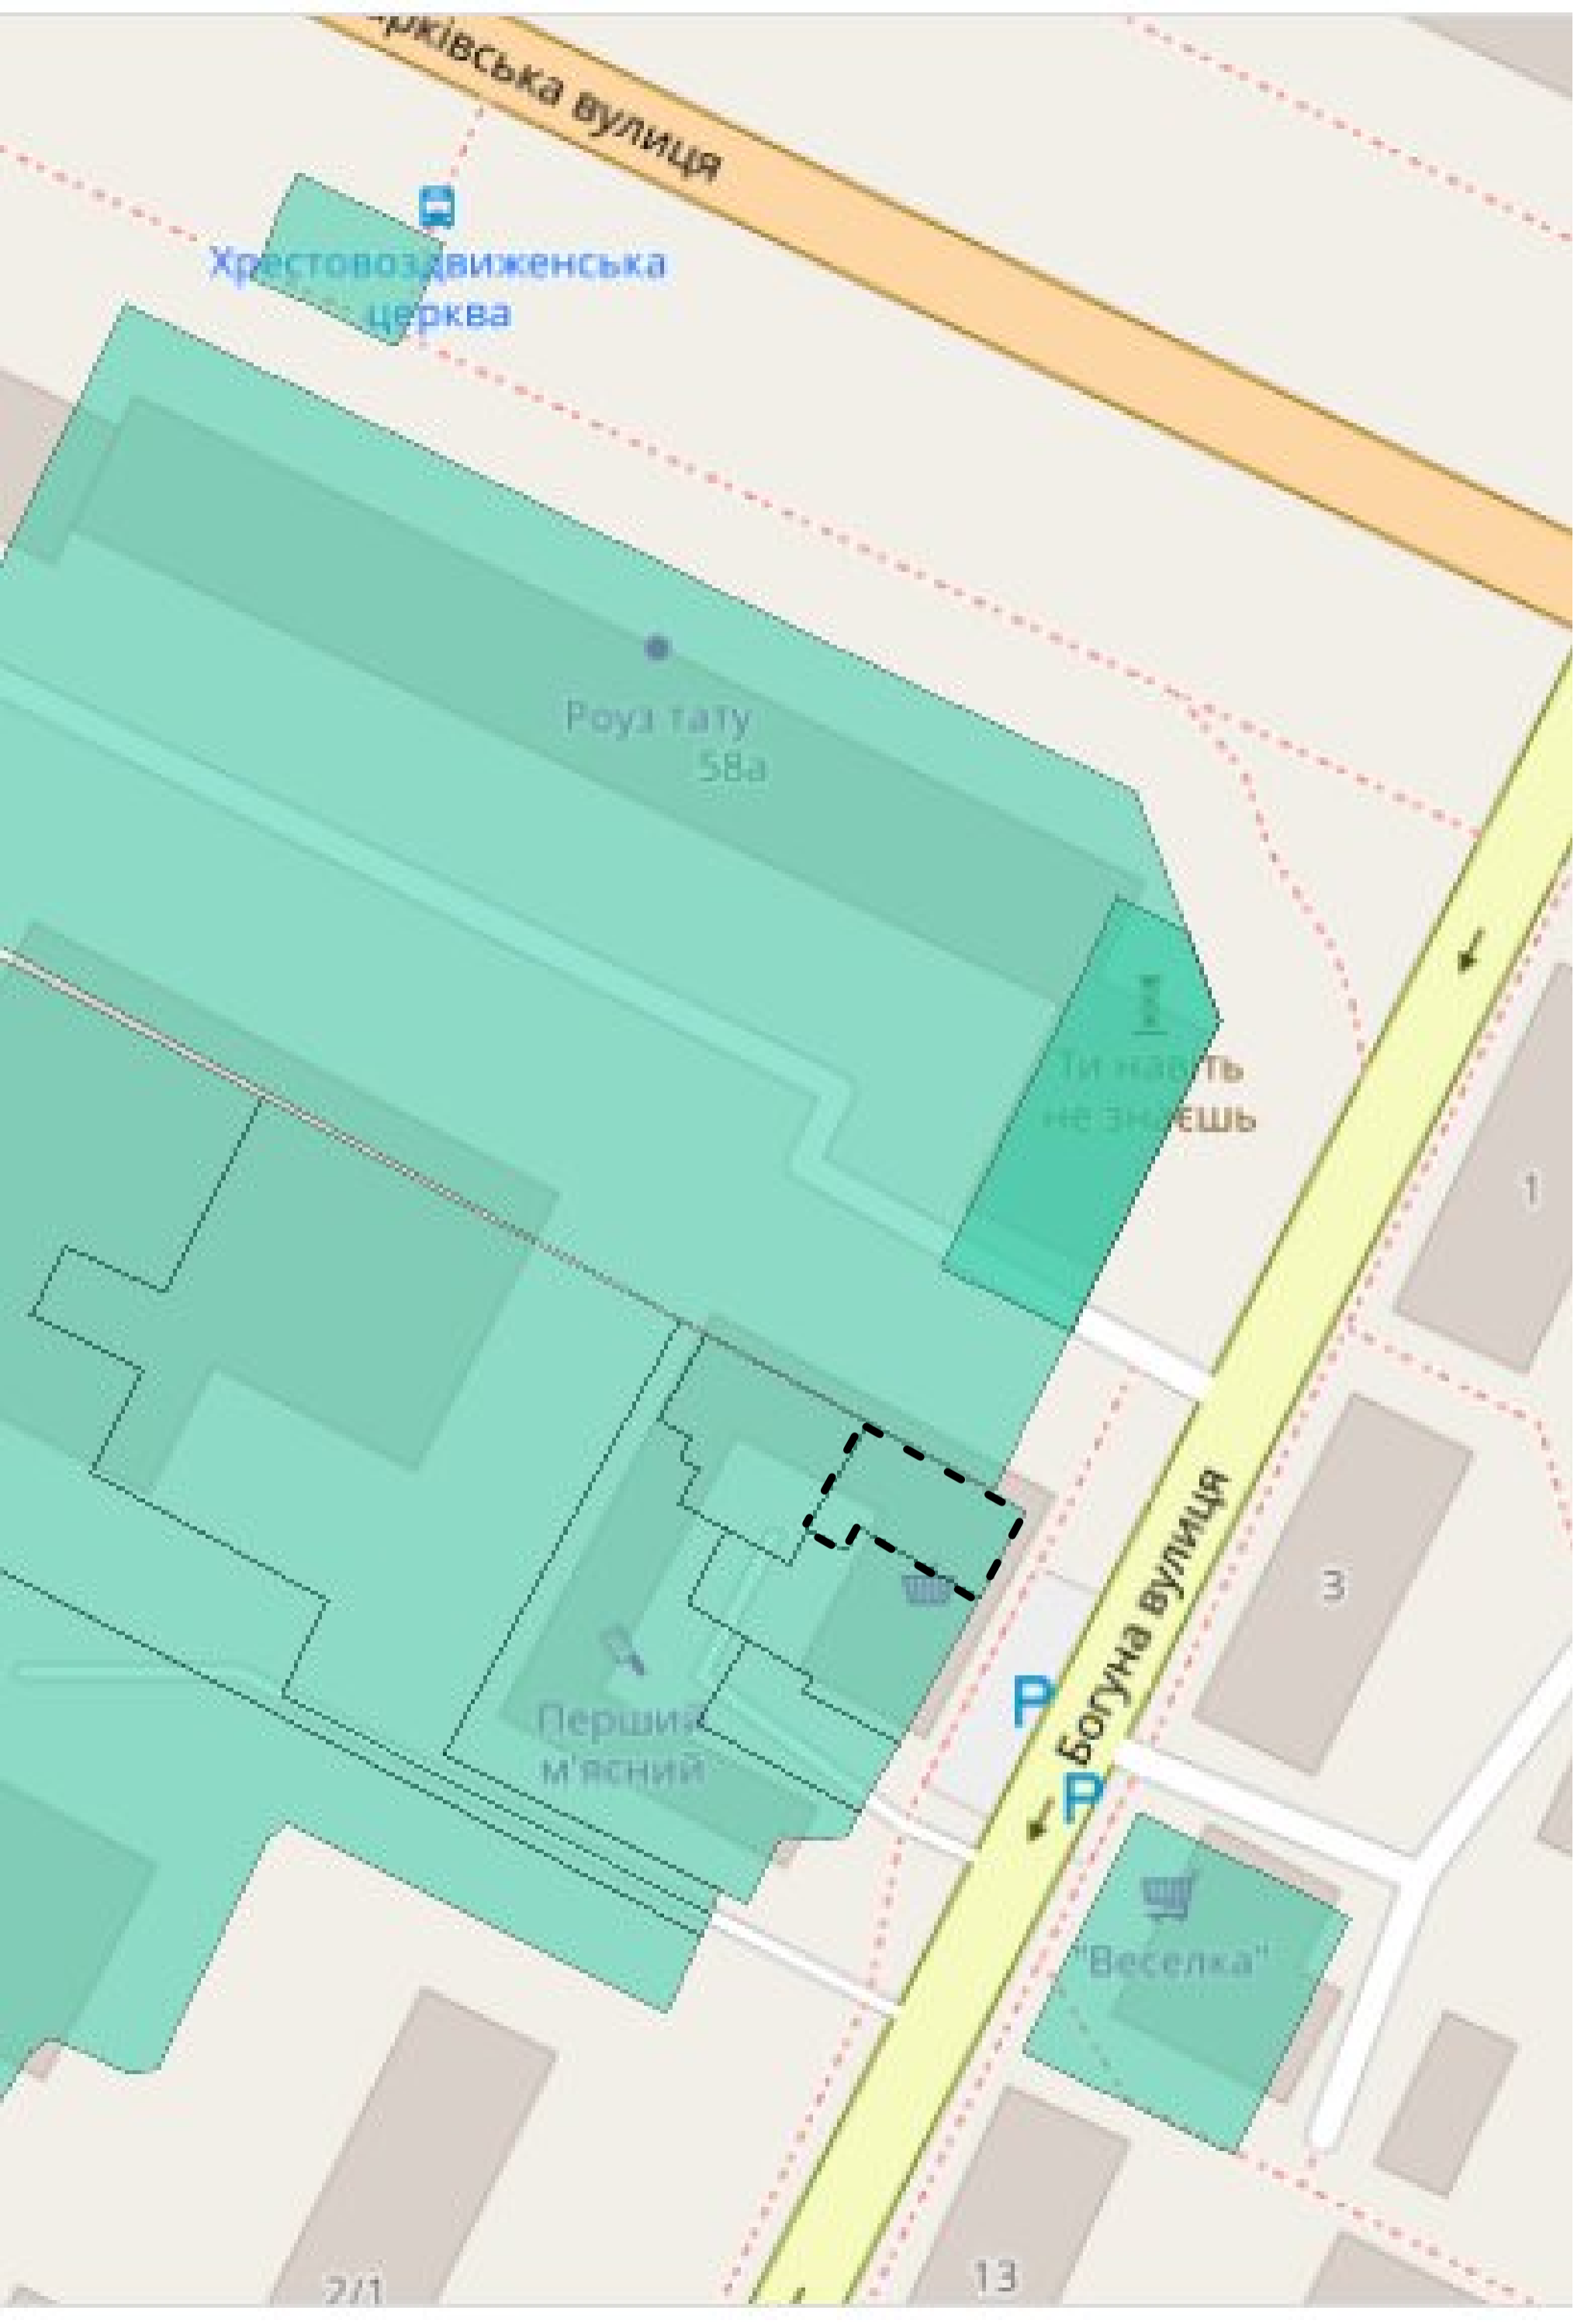 арківська вулиця
Хрестовоздвиженська
церква
Роуз тату
58а
Ти навіть
не знаєшь
1
3
Богуна вулиця
P
P
Перший
м'ясний
"Веселка"
2/1
13